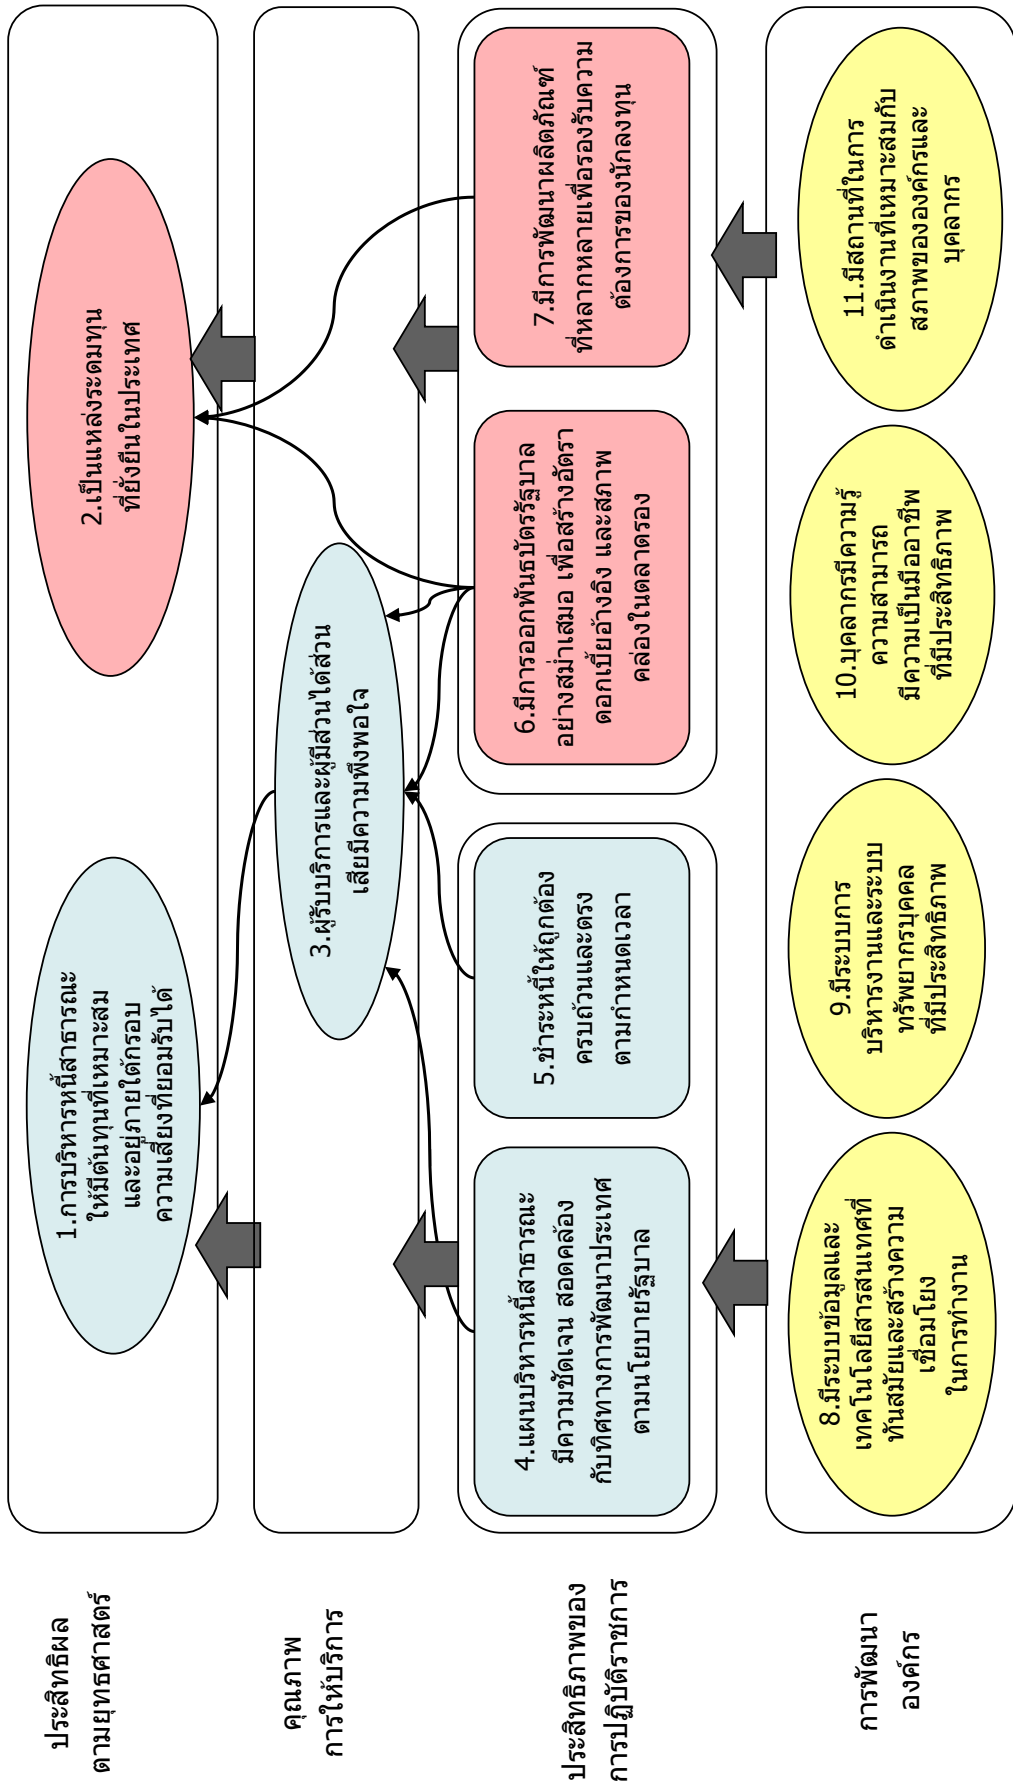 ประสิทธิผล
ตามยุทธศาสตร์
1.การบริหารหนี้สาธารณะ
ให้มีต้นทุนที่เหมาะสม
และอยู่ภายใต้กรอบ
ความเสี่ยงที่ยอมรับได้
2.เป็นแหล่งระดมทุน
ที่ยั่งยืนในประเทศ
คุณภาพ
การให้บริการ
3.ผู้รับบริการและผู้มีส่วนได้ส่วน
เสียมีความพึงพอใจ
ประสิทธิภาพของ
การปฏิบัติราชการ
4.แผนบริหารหนี้สาธารณะ
มีความชัดเจน สอดคล้อง
กับทิศทางการพัฒนาประเทศ
ตามนโยบายรัฐบาล
5.ชำระหนี้ให้ถูกต้อง
ครบถ้วนและตรง
ตามกำหนดเวลา
6.มีการออกพันธบัตรรัฐบาล
อย่างสม่ำเสมอ เพื่อสร้างอัตรา
ดอกเบี้ยอ้างอิง และสภาพ
คล่องในตลาดรอง
7.มีการพัฒนาผลิตภัณฑ์
ที่หลากหลายเพื่อรองรับความ
ต้องการของนักลงทุน
การพัฒนา
องค์กร
8.มีระบบข้อมูลและ
เทคโนโลยีสารสนเทศที่
ทันสมัยและสร้างความ
เชื่อมโยง
ในการทำงาน
9.มีระบบการ
บริหารงานและระบบ
ทรัพยากรบุคคล
ที่มีประสิทธิภาพ
10.บุคลากรมีความรู้
ความสามารถ
มีความเป็นมืออาชีพ
ที่มีประสิทธิภาพ
11.มีสถานที่ในการ
ดำเนินงานที่เหมาะสมกับ
สภาพขององค์กรและ
บุคลากร